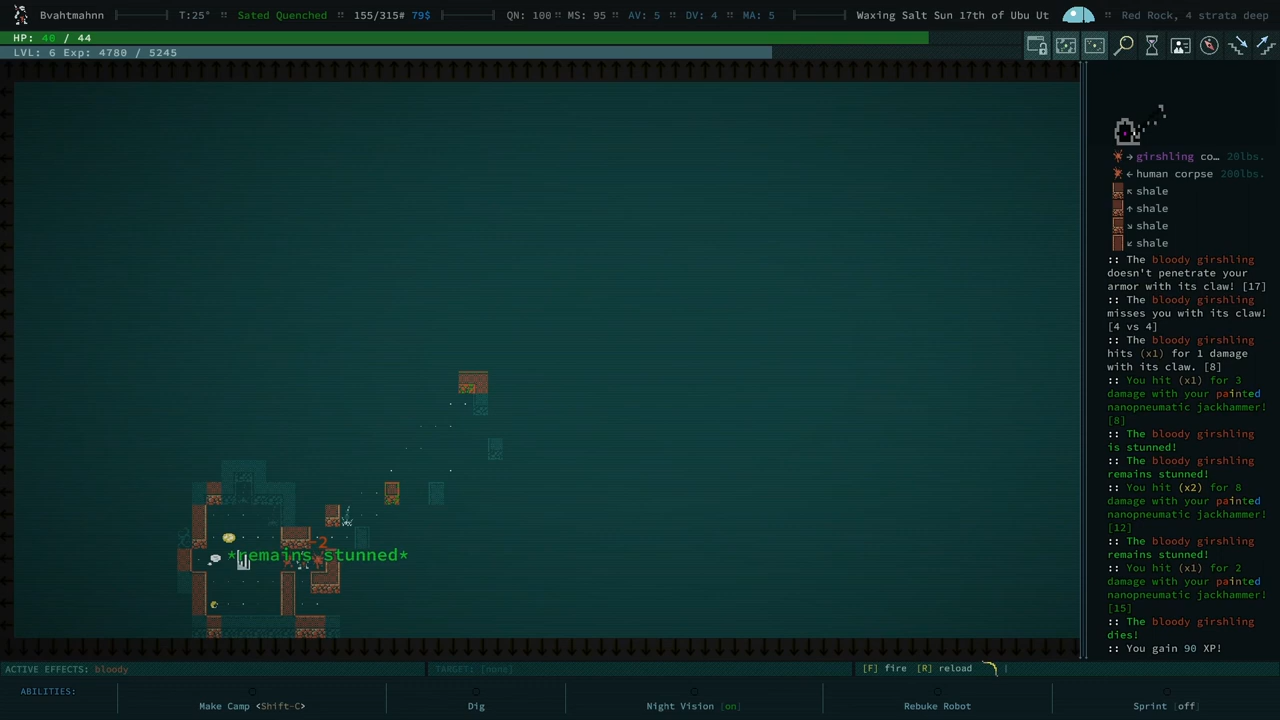 Bvahtmahn T:25° Sated Quenched 155/315# 79$ QN: 100 MS: 95 AV: 5 DV: 4 MA: 5 Waxing Salt Sun 17th of Ubu Ut Red Rock, 4 strata deep
HP: 40 / 44
LVL: 6 Exp: 4780 / 5245
girshling co… 20lbs.
human corpse 200lbs.
shale
shale
shale
shale
:: The bloody girshling
doesn't penetrate your
armor with its claw! [17]
:: The bloody girshling
misses you with its claw!
[4 vs 4]
:: The bloody girshling
hits (x1) for 1 damage
with its claw. [8]
:: You hit (x1) for 3
damage with your painted
nanopneumatic jackhammer!
[8]
:: The bloody girshling
is stunned!
:: The bloody girshling
remains stunned!
:: You hit (x2) for 8
damage with your painted
nanopneumatic jackhammer!
[12]
:: The bloody girshling
remains stunned!
:: You hit (x1) for 2
damage with your painted
nanopneumatic jackhammer!
[15]
:: The bloody girshling
dies!
:: You gain 90 XP!
-2
*remains stunned*
ACTIVE EFFECTS: bloody TARGET: [none] [F] fire [R] reload
ABILITIES: Make Camp <Shift-C> Dig Night Vision [on] Rebuke Robot Sprint [off]